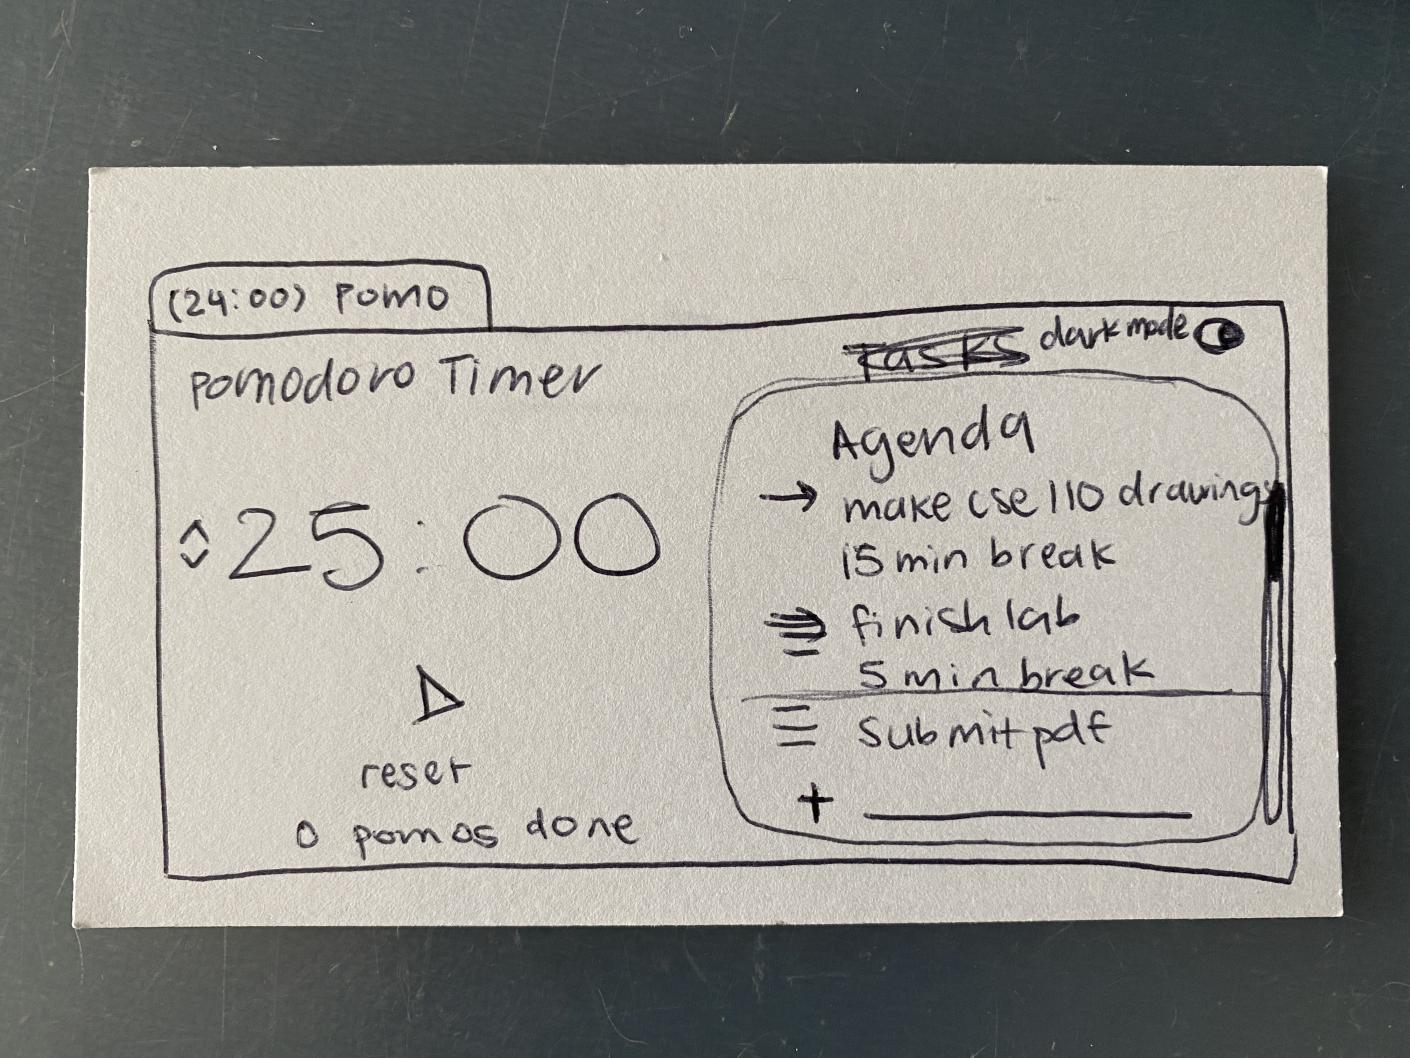 (24:00) Pomo
Pomodoro Timer
Tasks
dark mode
25:00
reset
0 pomos done
Agenda
→ make cse 110 drawings
15 min break
finish lab
5 min break
submit pdf
+